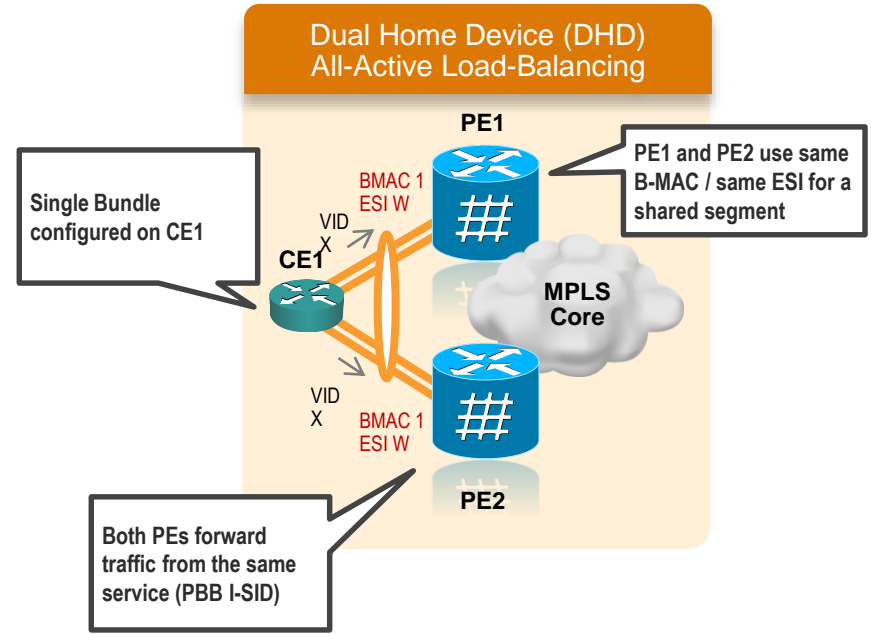 Dual Home Device (DHD)
All-Active Load-Balancing
PE1
PE1 and PE2 use same
B-MAC / same ESI for a
shared segment
Single Bundle
configured on CE1
BMAC 1
ESI W
VID
X
CE1
MPLS
Core
VID
X
BMAC 1
ESI W
PE2
Both PEs forward
traffic from the same
service (PBB I-SID)